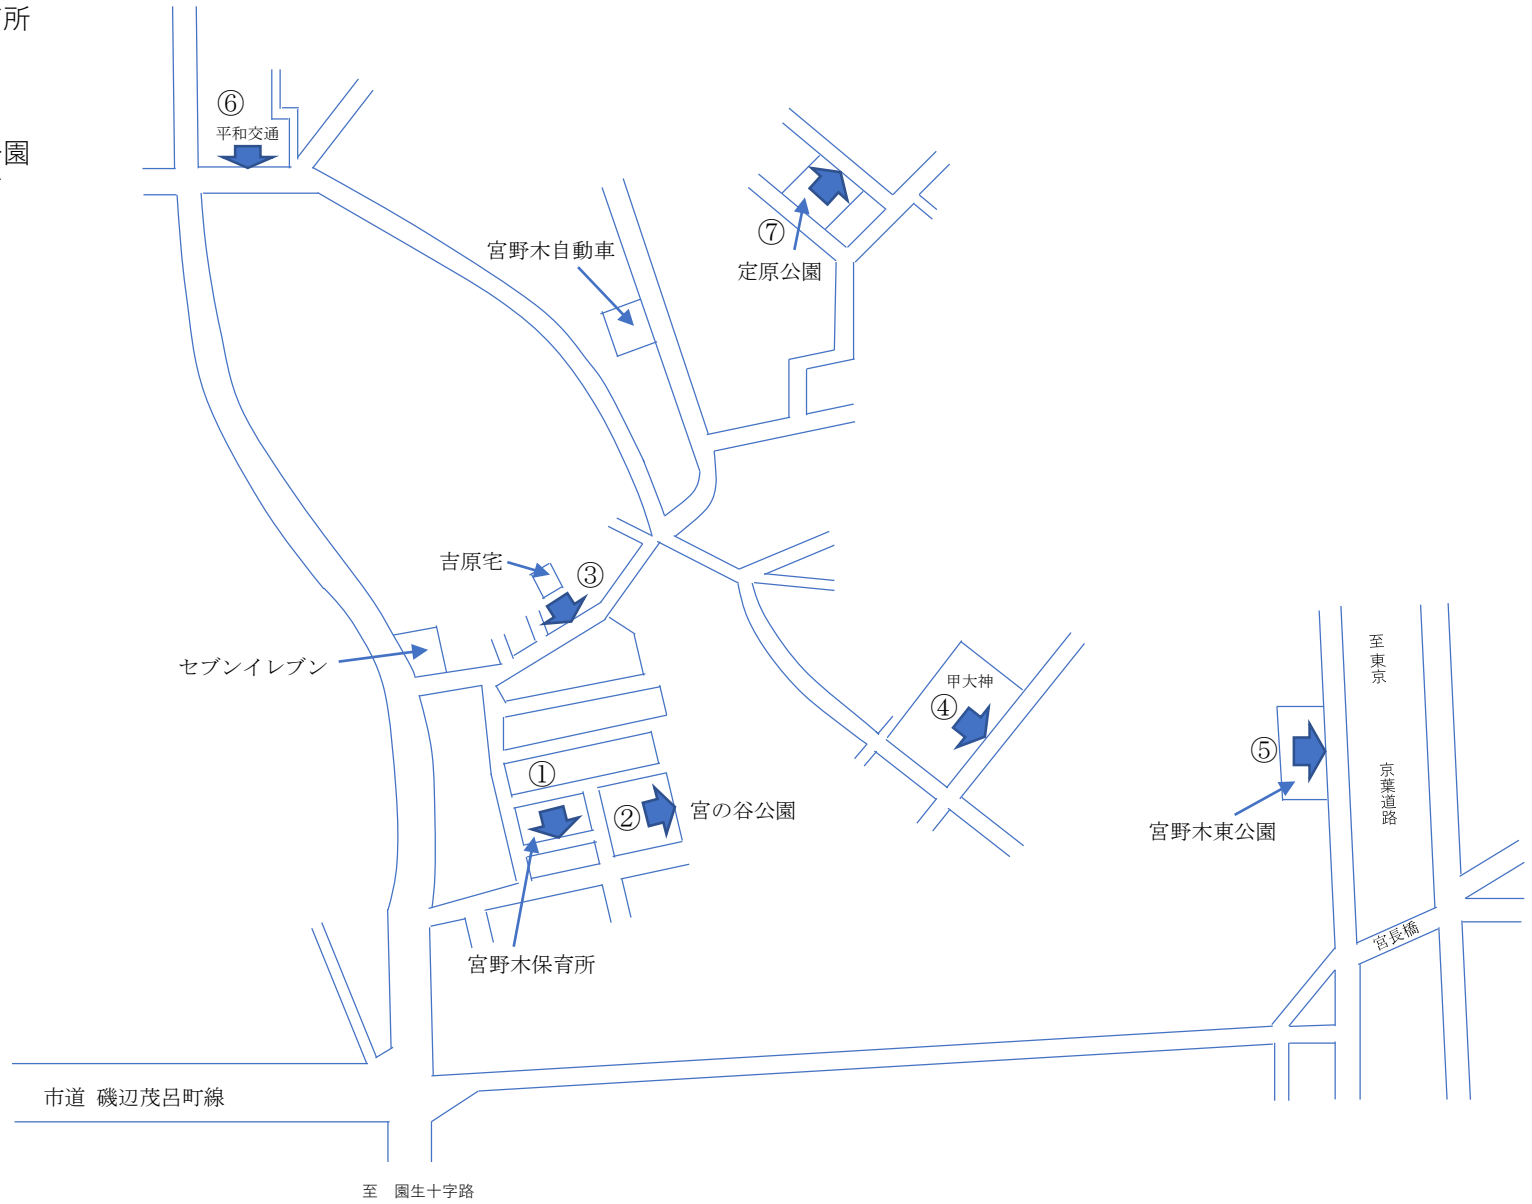 所
園
⑥
平和交通
宮野木自動車
⑦
定原公園
吉原宅
③
セブンイレブン
甲大神
④
①
②
宮の谷公園
宮野木保育所
⑤
宮野木東公園
至東京
京葉道路
宮長橋
市道 磯辺茂呂町線
至 園生十字路